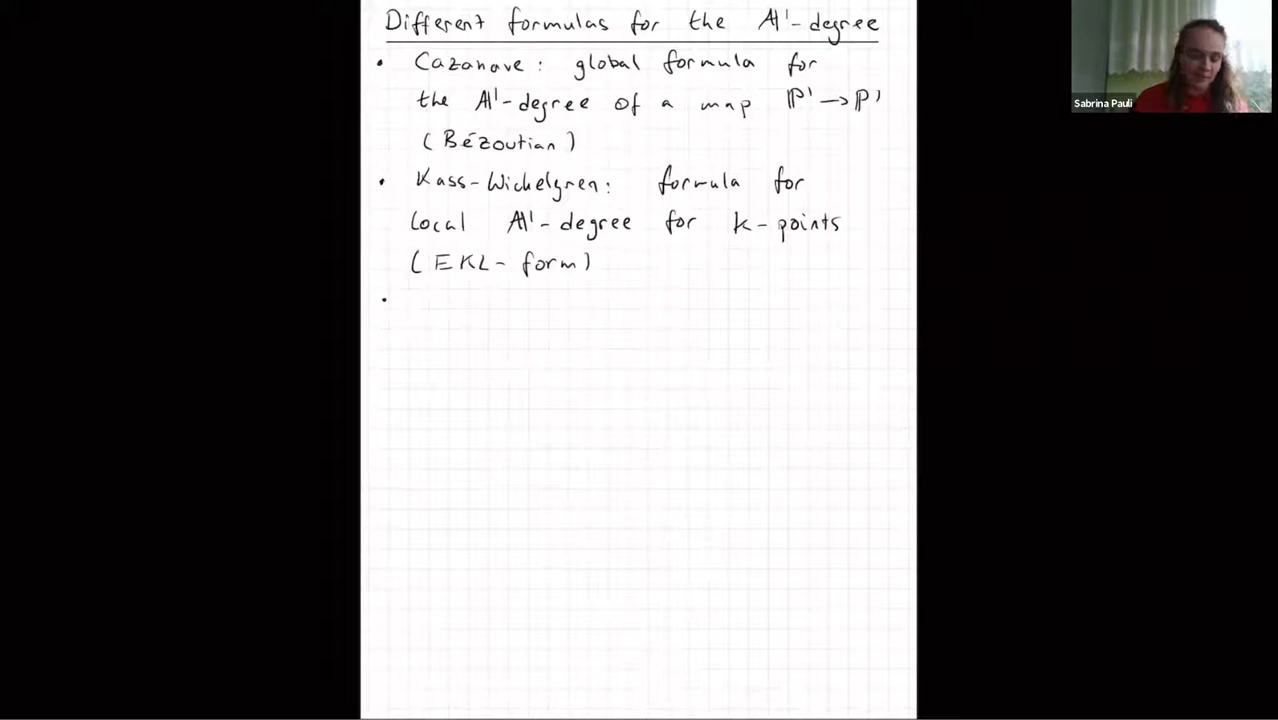 Different formulas for the A¹-degree
• Cazanave: global formula for
the A¹-degree of a map P¹ → P¹
(Bézoutian)
• Kass-Wickelgren: formula for
local A¹-degree for k-points
(EKL-form)
•
Sabrina Pauli